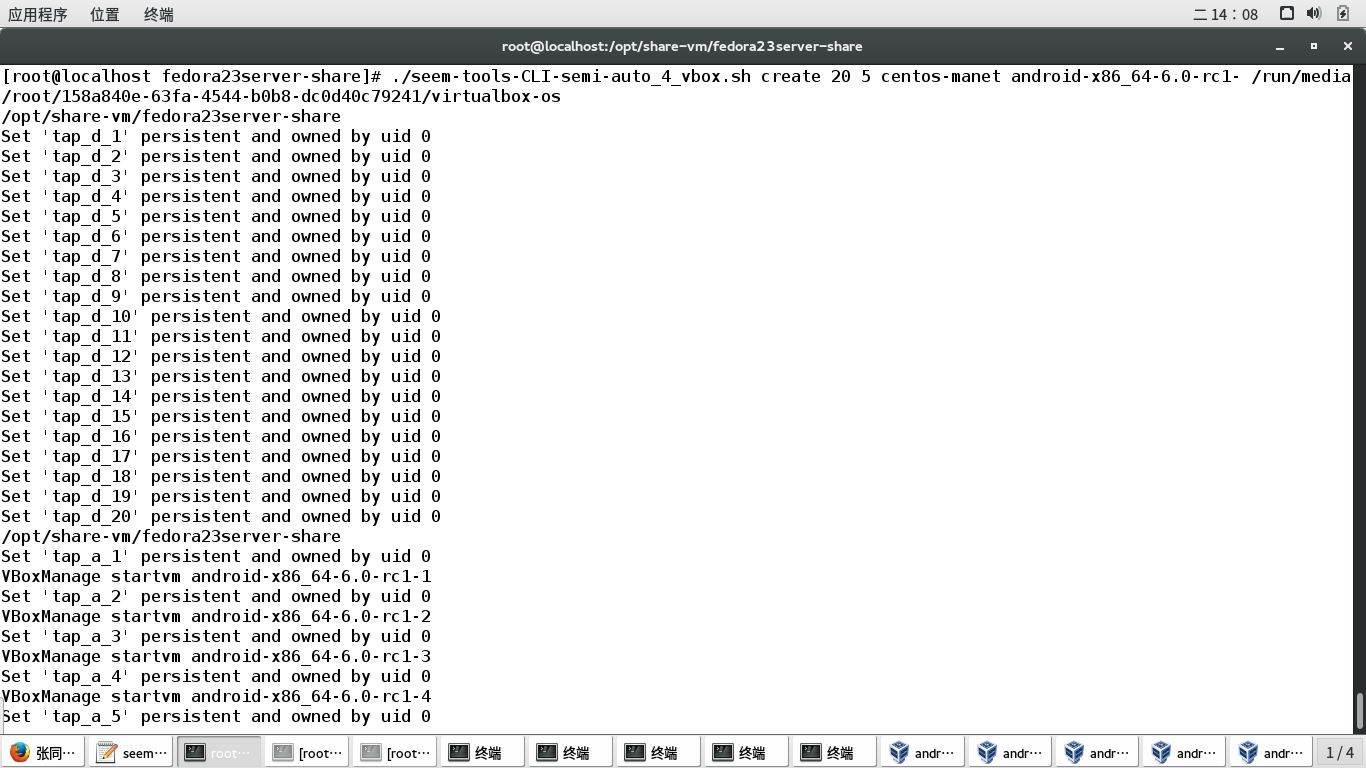 应用程序 位置 终端 二 14：08
root@localhost:/opt/share-vm/fedora23server-share
[root@localhost fedora23server-share]# ./seem-tools-CLI-semi-auto_4_vbox.sh create 20 5 centos-manet android-x86_64-6.0-rc1- /run/media
/root/158a840e-63fa-4544-b0b8-dc0d40c79241/virtualbox-os
/opt/share-vm/fedora23server-share
Set 'tap_d_1' persistent and owned by uid 0
Set 'tap_d_2' persistent and owned by uid 0
Set 'tap_d_3' persistent and owned by uid 0
Set 'tap_d_4' persistent and owned by uid 0
Set 'tap_d_5' persistent and owned by uid 0
Set 'tap_d_6' persistent and owned by uid 0
Set 'tap_d_7' persistent and owned by uid 0
Set 'tap_d_8' persistent and owned by uid 0
Set 'tap_d_9' persistent and owned by uid 0
Set 'tap_d_10' persistent and owned by uid 0
Set 'tap_d_11' persistent and owned by uid 0
Set 'tap_d_12' persistent and owned by uid 0
Set 'tap_d_13' persistent and owned by uid 0
Set 'tap_d_14' persistent and owned by uid 0
Set 'tap_d_15' persistent and owned by uid 0
Set 'tap_d_16' persistent and owned by uid 0
Set 'tap_d_17' persistent and owned by uid 0
Set 'tap_d_18' persistent and owned by uid 0
Set 'tap_d_19' persistent and owned by uid 0
Set 'tap_d_20' persistent and owned by uid 0
/opt/share-vm/fedora23server-share
Set 'tap_a_1' persistent and owned by uid 0
VBoxManage startvm android-x86_64-6.0-rc1-1
Set 'tap_a_2' persistent and owned by uid 0
VBoxManage startvm android-x86_64-6.0-rc1-2
Set 'tap_a_3' persistent and owned by uid 0
VBoxManage startvm android-x86_64-6.0-rc1-3
Set 'tap_a_4' persistent and owned by uid 0
VBoxManage startvm android-x86_64-6.0-rc1-4
Set 'tap_a_5' persistent and owned by uid 0
张同··· seem··· root··· [root··· [root··· 终端 终端 终端 终端 终端 andr··· andr··· andr··· andr··· andr··· 1 / 4